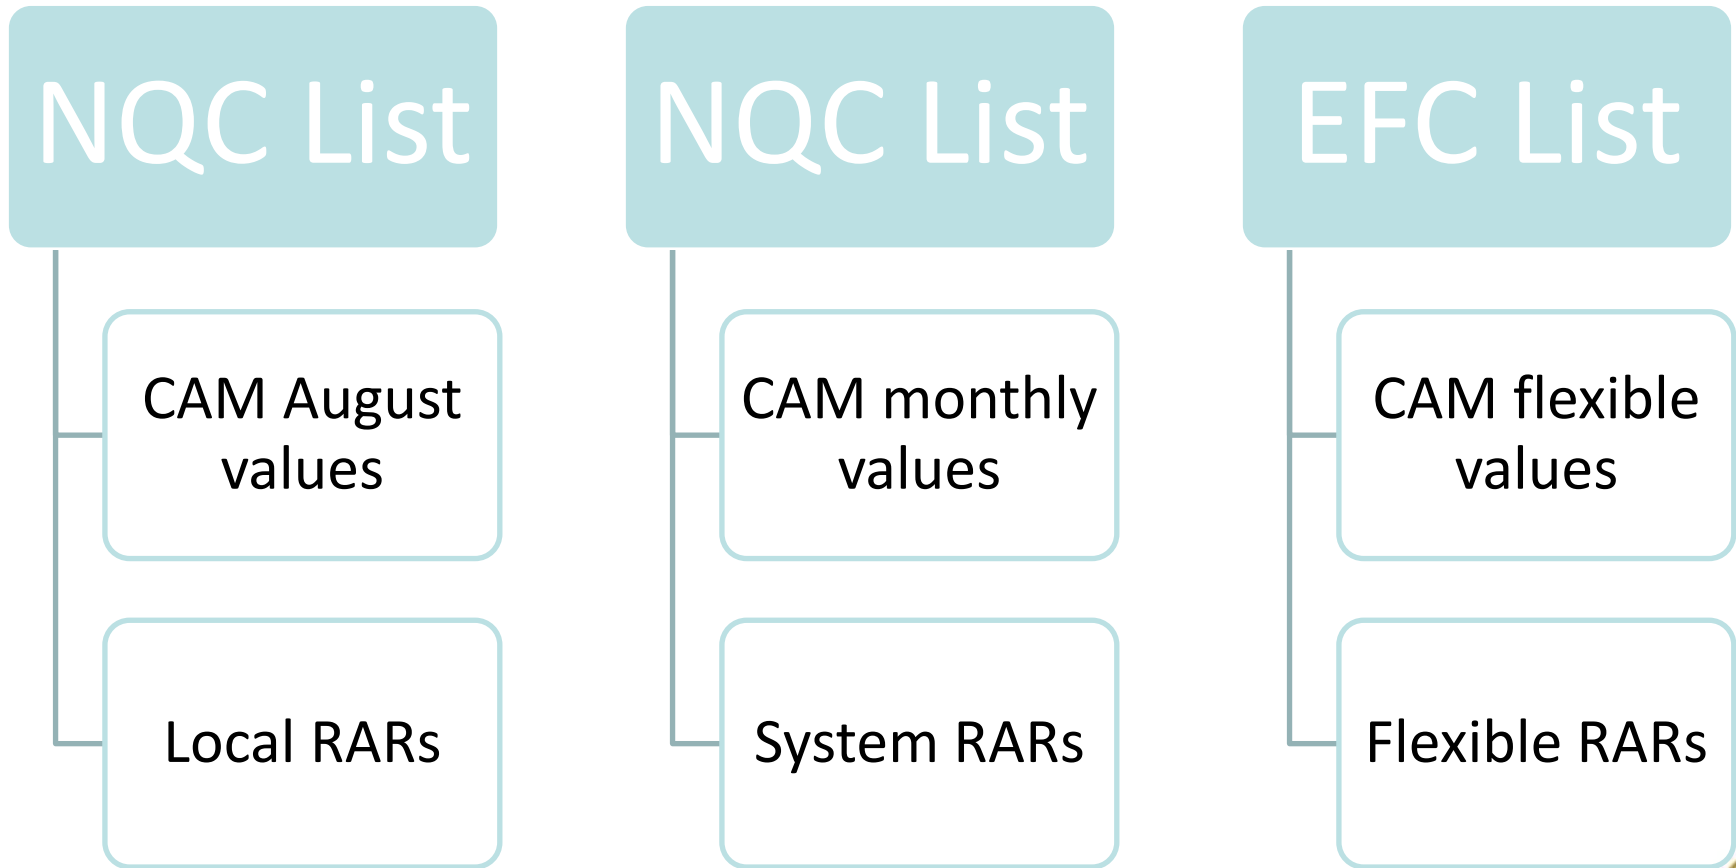 NQC List
CAM August
values
Local RARs
NQC List
CAM monthly
values
System RARs
EFC List
CAM flexible
values
Flexible RARs